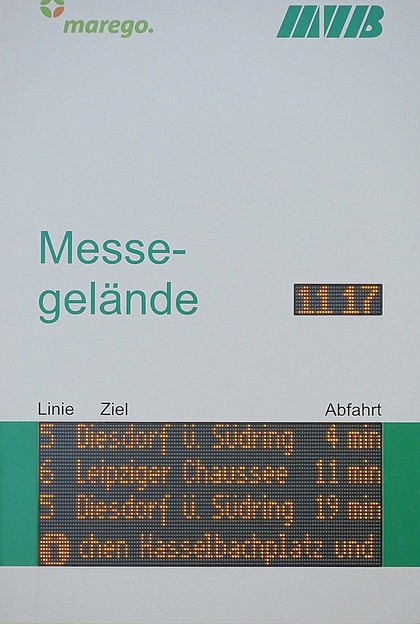 marego.
MVB
Messe-
gelände
11 17
Linie Ziel Abfahrt
5 Diesdorf ü. Südring 4 min
6 Leipziger Chaussee 11 min
5 Diesdorf ü. Südring 19 min
chen Hasselbachplatz und